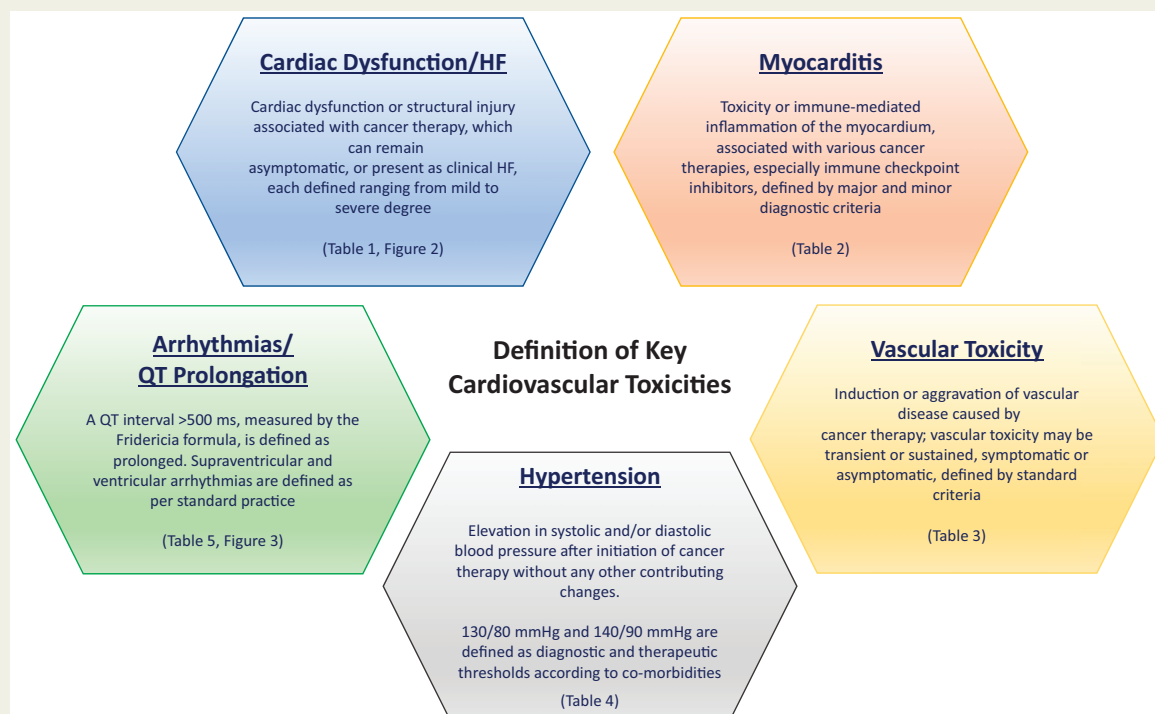 Cardiac Dysfunction/HF
Cardiac dysfunction or structural injury
associated with cancer therapy, which
can remain
asymptomatic, or present as clinical HF,
each defined ranging from mild to
severe degree
(Table 1, Figure 2)
Myocarditis
Toxicity or immune-mediated
inflammation of the myocardium,
associated with various cancer
therapies, especially immune checkpoint
inhibitors, defined by major and minor
diagnostic criteria
(Table 2)
Arrhythmias/
QT Prolongation
A QT interval >500 ms, measured by the
Fridericia formula, is defined as
prolonged. Supraventricular and
ventricular arrhythmias are defined as
per standard practice
(Table 5, Figure 3)
Definition of Key
Cardiovascular Toxicities
Vascular Toxicity
Induction or aggravation of vascular
disease caused by
cancer therapy; vascular toxicity may be
transient or sustained, symptomatic or
asymptomatic, defined by standard
criteria
(Table 3)
Hypertension
Elevation in systolic and/or diastolic
blood pressure after initiation of cancer
therapy without any other contributing
changes.
130/80 mmHg and 140/90 mmHg are
defined as diagnostic and therapeutic
thresholds according to co-morbidities
(Table 4)